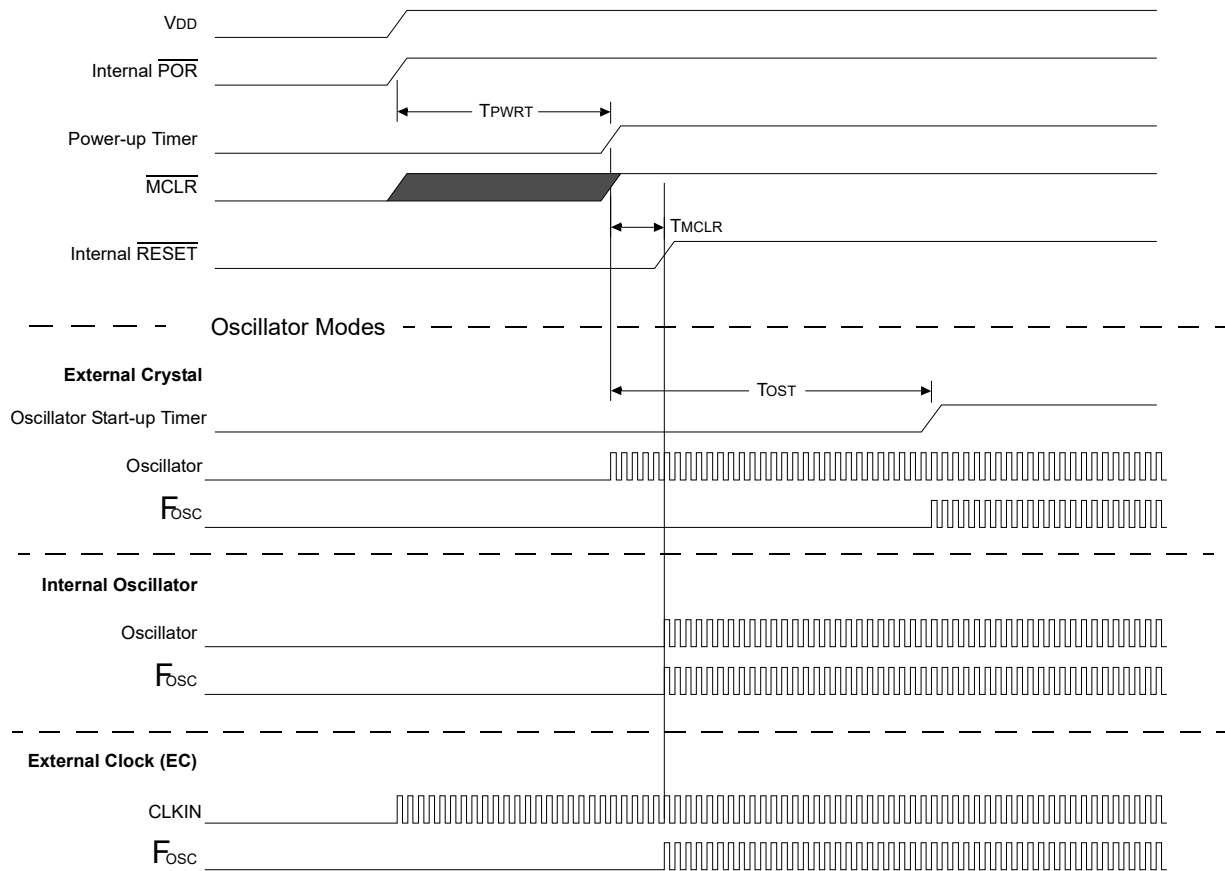 VDD
Internal POR
TPWRT
Power-up Timer
MCLR
TMCLR
Internal RESET
Oscillator Modes
External Crystal
TOST
Oscillator Start-up Timer
Oscillator
FOSC
Internal Oscillator
Oscillator
FOSC
External Clock (EC)
CLKIN
FOSC